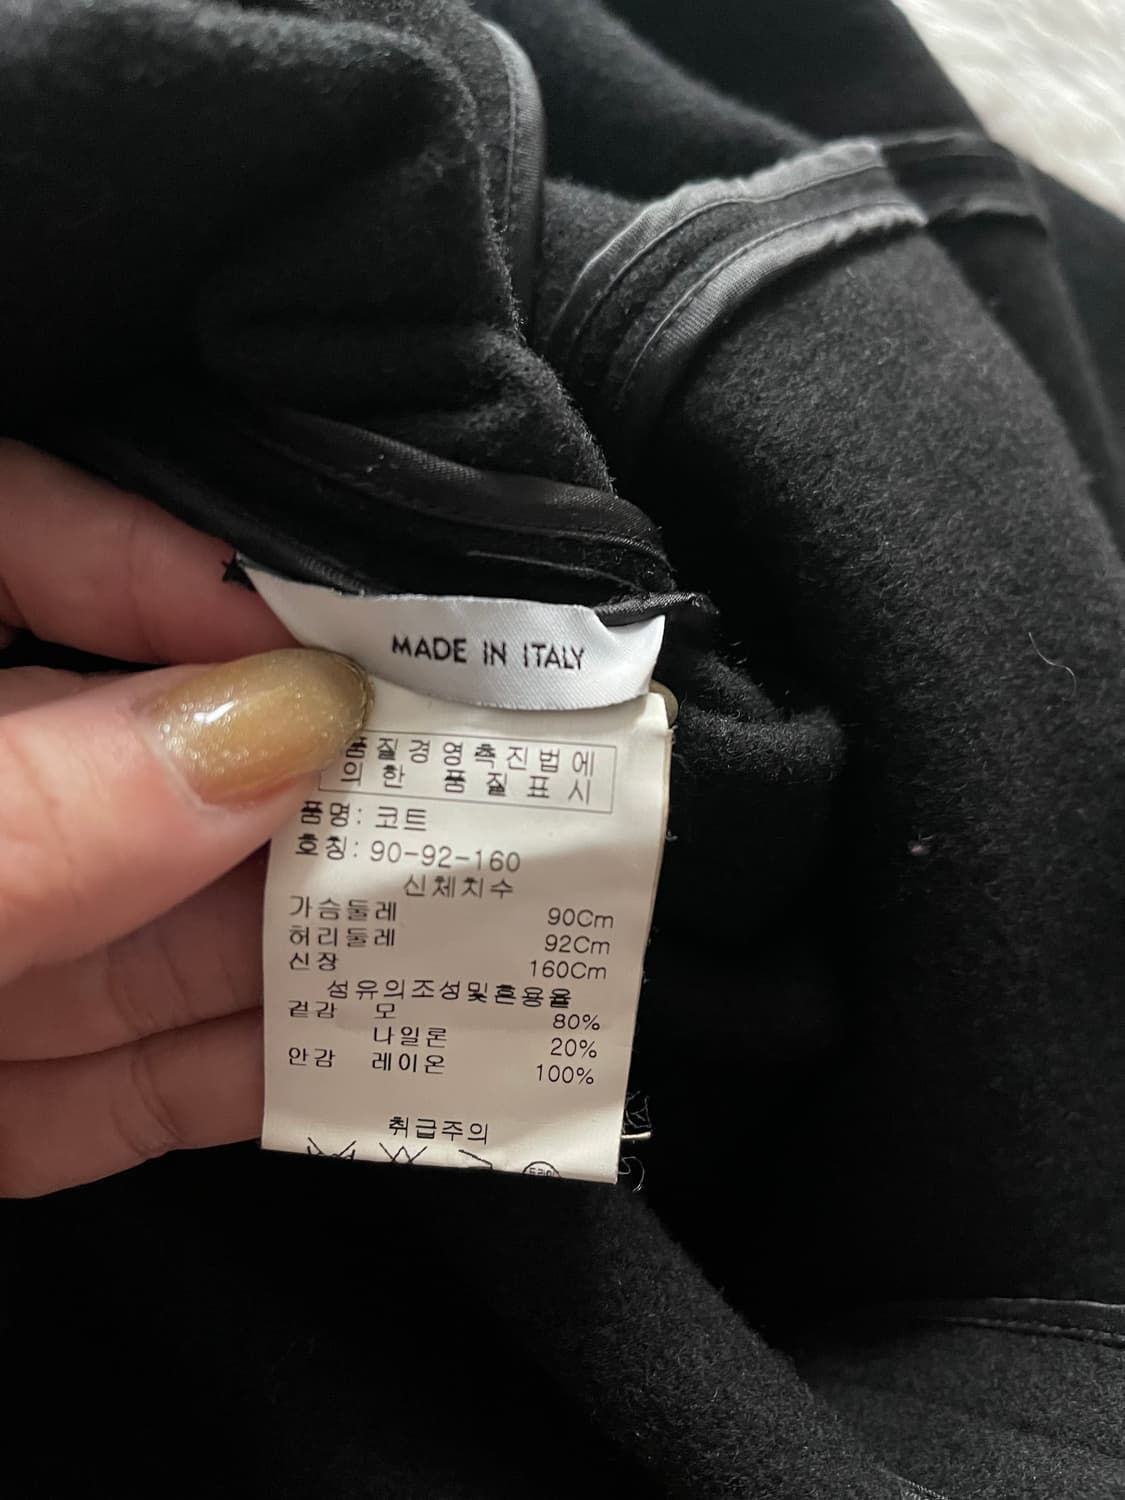 MADE IN ITALY
품질경영촉진법에
의한 품질표시
품명: 코트
호칭: 90-92-160
신체치수
가슴둘레 90Cm
허리둘레 92Cm
신장 160Cm
섬유의조성및혼용율
겉감 모 80%
나일론 20%
안감 레이온 100%
취급주의